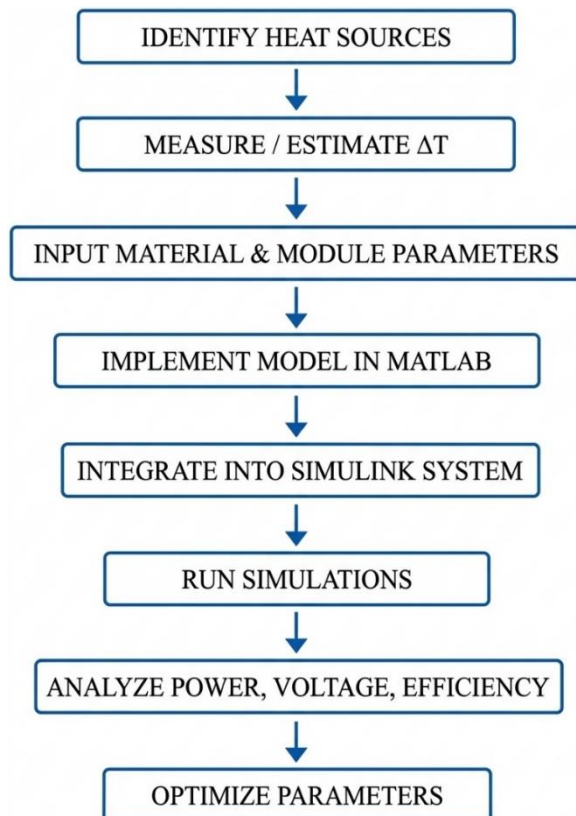 IDENTIFY HEAT SOURCES
MEASURE / ESTIMATE ΔT
INPUT MATERIAL & MODULE PARAMETERS
IMPLEMENT MODEL IN MATLAB
INTEGRATE INTO SIMULINK SYSTEM
RUN SIMULATIONS
ANALYZE POWER, VOLTAGE, EFFICIENCY
OPTIMIZE PARAMETERS